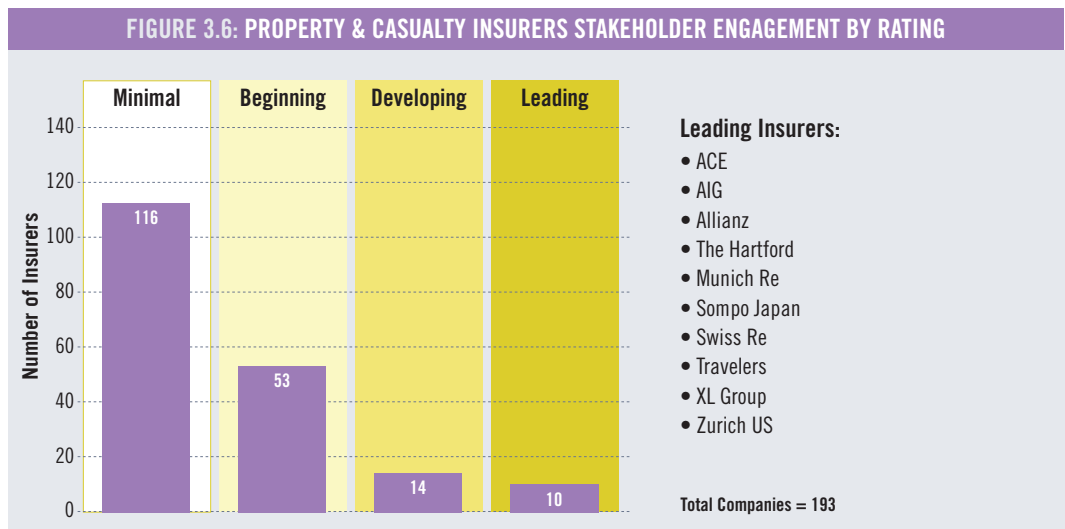 FIGURE 3.6: PROPERTY & CASUALTY INSURERS STAKEHOLDER ENGAGEMENT BY RATING
Minimal
Beginning
Developing
Leading
140
120
100
80
60
40
20
0
Number of Insurers
116
53
14
10
Leading Insurers:
• ACE
• AIG
• Allianz
• The Hartford
• Munich Re
• Sompo Japan
• Swiss Re
• Travelers
• XL Group
• Zurich US
Total Companies = 193